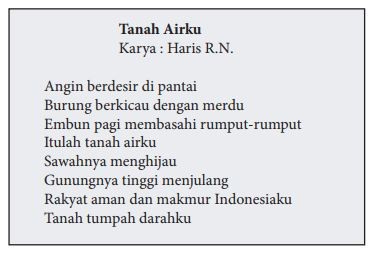 Tanah Airku
Karya : Haris R.N.
Angin berdesir di pantai
Burung berkicau dengan merdu
Embun pagi membasahi rumput-rumput
Itulah tanah airku
Sawahnya menghijau
Gunungnya tinggi menjulang
Rakyat aman dan makmur Indonesiaku
Tanah tumpah darahku